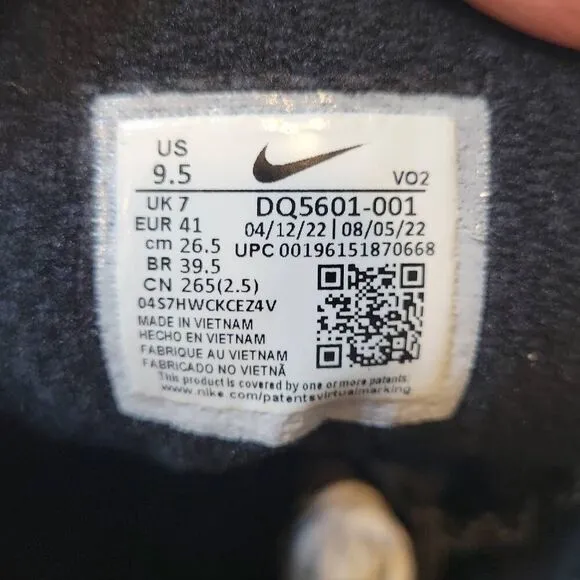 US
9.5
VO2
UK 7
DQ5601-001
EUR 41
04/12/22 | 08/05/22
cm 26.5
UPC 00196151870668
BR 39.5
CN 265(2.5)
04S7HWCKCEZ4V
MADE IN VIETNAM
HECHO EN VIETNAM
FABRIQUE AU VIETNAM
FABRICADO NO VIETNÃ
This product is covered by one or more patents
www.nike.com/patentsvirtualmarking